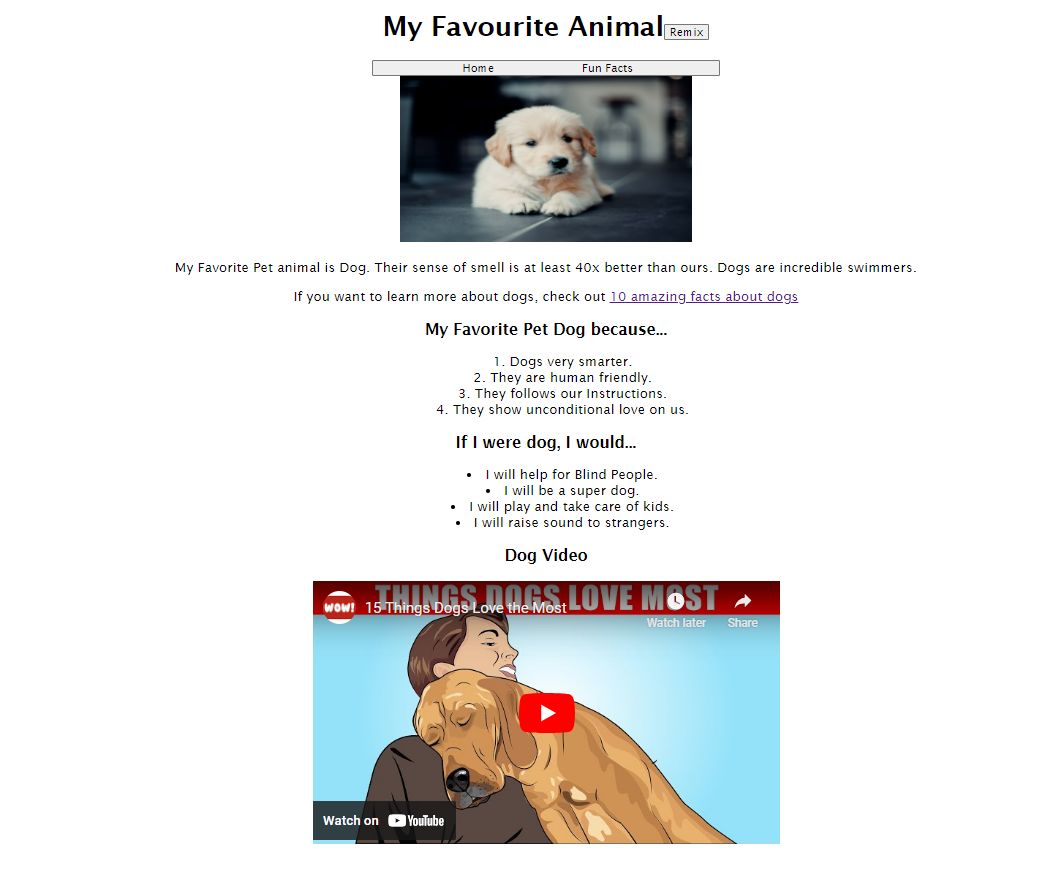 My Favourite Animal Remix
Home Fun Facts
My Favorite Pet animal is Dog. Their sense of smell is at least 40x better than ours. Dogs are incredible swimmers.
If you want to learn more about dogs, check out 10 amazing facts about dogs
My Favorite Pet Dog because...
1. Dogs very smarter.
2. They are human friendly.
3. They follows our Instructions.
4. They show unconditional love on us.
If I were dog, I would...
• I will help for Blind People.
• I will be a super dog.
• I will play and take care of kids.
• I will raise sound to strangers.
Dog Video
THINGS DOGS LOVE MOST
WOW! 15 Things Dogs Love the Most
Watch later Share
Watch on YouTube